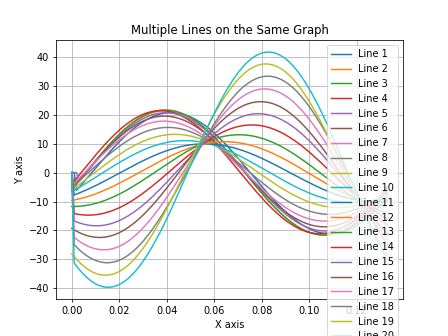 Multiple Lines on the Same Graph
Y axis
40
30
20
10
0
−10
−20
−30
−40
0.00
0.02
0.04
0.06
0.08
0.10
X axis
Line 1
Line 2
Line 3
Line 4
Line 5
Line 6
Line 7
Line 8
Line 9
Line 10
Line 11
Line 12
Line 13
Line 14
Line 15
Line 16
Line 17
Line 18
Line 19
Line 20